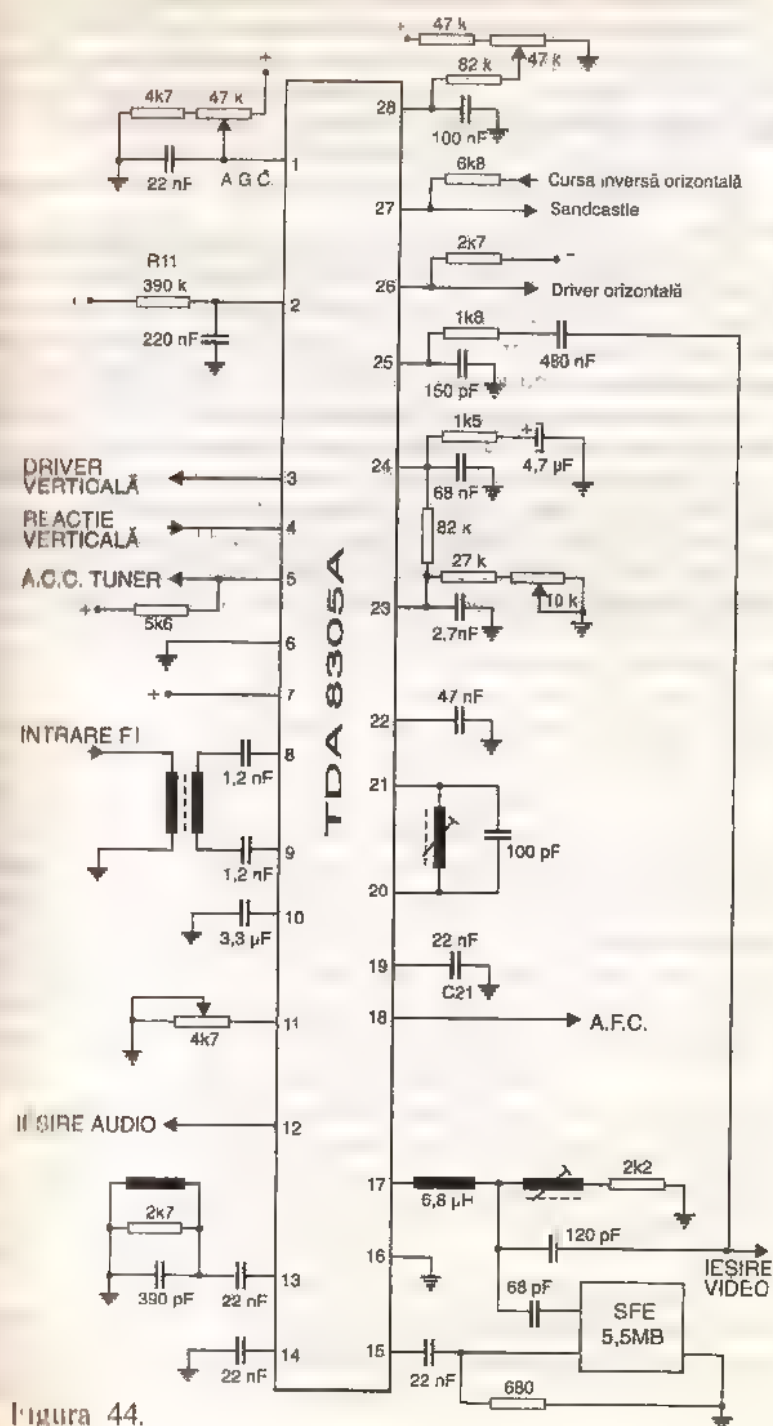 +
47 k
47 k
82 k
28
100 nF
+
4k7
47 k
22 nF
A G C.
1
6k8
Cursa inversă orizontală
27
Sandcastle
R11
390 k
2
220 nF
2k7
-
26
Driver orizontală
1k8
480 nF
25
150 pF
1k5
+
4,7 µF
24
68 nF
82 k
27 k
10 k
23
2,7nF
DRIVER
VERTICALĂ
3
REACTIE
VERTICALĂ
4
A.C.C. TUNER
5
+
5k6
6
+
7
INTRARE FI
8
1,2 nF
9
1,2 nF
3,3 µF
10
11
4k7
TDA 8305A
47 nF
22
21
100 pF
20
22 nF
19
C21
18
A.F.C.
IEȘIRE AUDIO
12
2k7
390 pF
22 nF
13
22 nF
14
17
6,8 µH
2k2
120 pF
IEȘIRE
VIDEO
16
68 pF
SFE
5,5MB
15
22 nF
680
Figura 44.